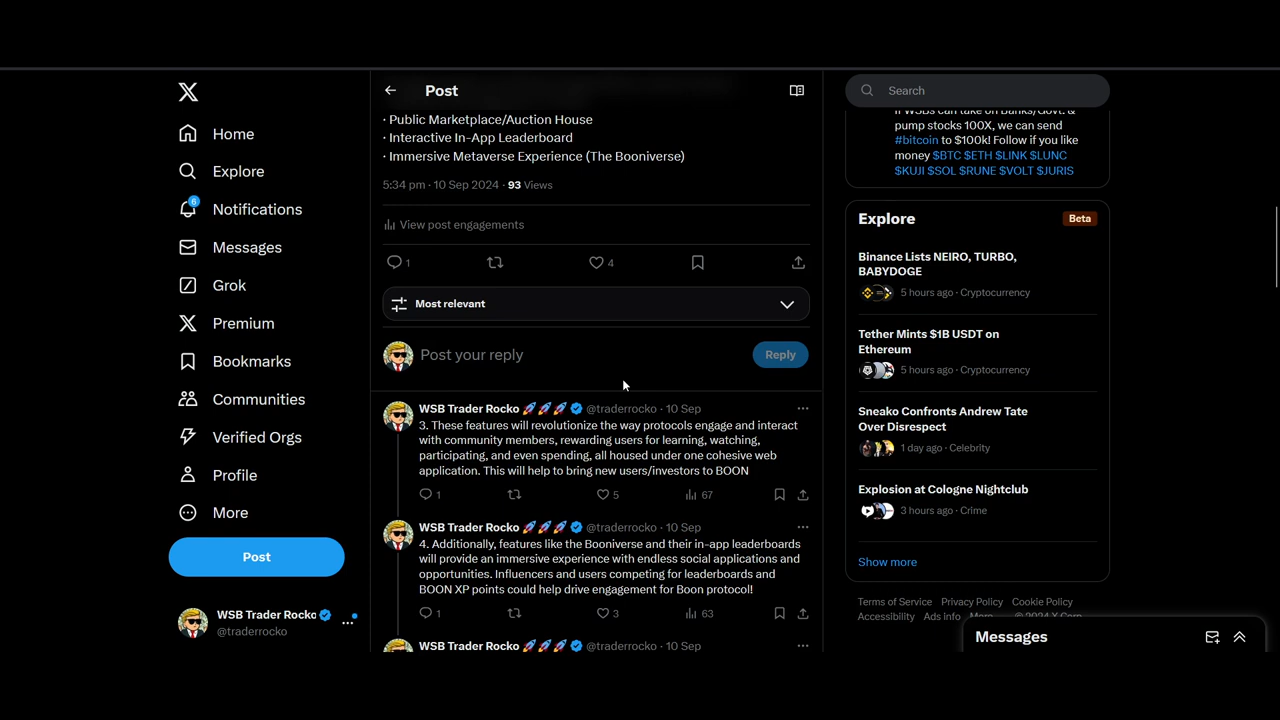 Home
Explore
Notifications
6
Messages
Grok
Premium
Bookmarks
Communities
Verified Orgs
Profile
More
Post
WSB Trader Rocko
@traderrocko
Post
· Public Marketplace/Auction House
· Interactive In-App Leaderboard
· Immersive Metaverse Experience (The Booniverse)
5:34 pm · 10 Sep 2024 · 93 Views
View post engagements
1
4
Most relevant
Post your reply
Reply
WSB Trader Rocko 🚀🚀🚀 @traderrocko · 10 Sep
3. These features will revolutionize the way protocols engage and interact
with community members, rewarding users for learning, watching,
participating, and even spending, all housed under one cohesive web
application. This will help to bring new users/investors to BOON
1 5 67
WSB Trader Rocko 🚀🚀🚀 @traderrocko · 10 Sep
4. Additionally, features like the Booniverse and their in-app leaderboards
will provide an immersive experience with endless social applications and
opportunities. Influencers and users competing for leaderboards and
BOON XP points could help drive engagement for Boon protocol!
1 3 63
WSB Trader Rocko 🚀🚀🚀 @traderrocko · 10 Sep
Search
If WSBs can take on Banks/Govt. &
pump stocks 100X, we can send
#bitcoin to $100k! Follow if you like
money $BTC $ETH $LINK $LUNC
$KUJI $SOL $RUNE $VOLT $JURIS
Explore
Beta
Binance Lists NEIRO, TURBO,
BABYDOGE
5 hours ago · Cryptocurrency
Tether Mints $1B USDT on
Ethereum
5 hours ago · Cryptocurrency
Sneako Confronts Andrew Tate
Over Disrespect
1 day ago · Celebrity
Explosion at Cologne Nightclub
3 hours ago · Crime
Show more
Terms of Service Privacy Policy Cookie Policy
Accessibility Ads info More © 2024 X Corp.
Messages